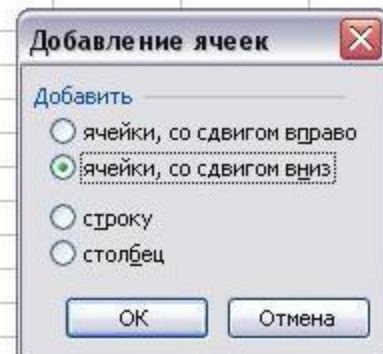 Добавление ячеек
Добавить
ячейки, со сдвигом вправо
ячейки, со сдвигом вниз
строку
столбец
ОК
Отмена